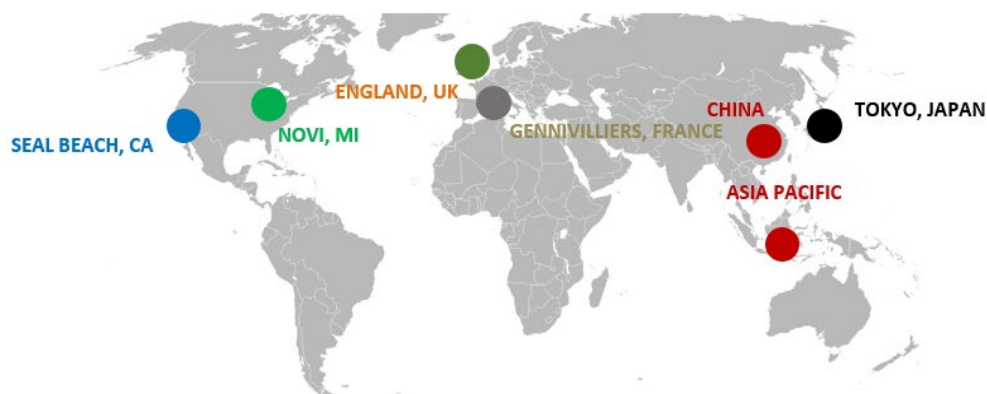 ENGLAND, UK
CHINA
TOKYO, JAPAN
SEAL BEACH, CA
NOVI, MI
GENNIVILLIERS, FRANCE
ASIA PACIFIC